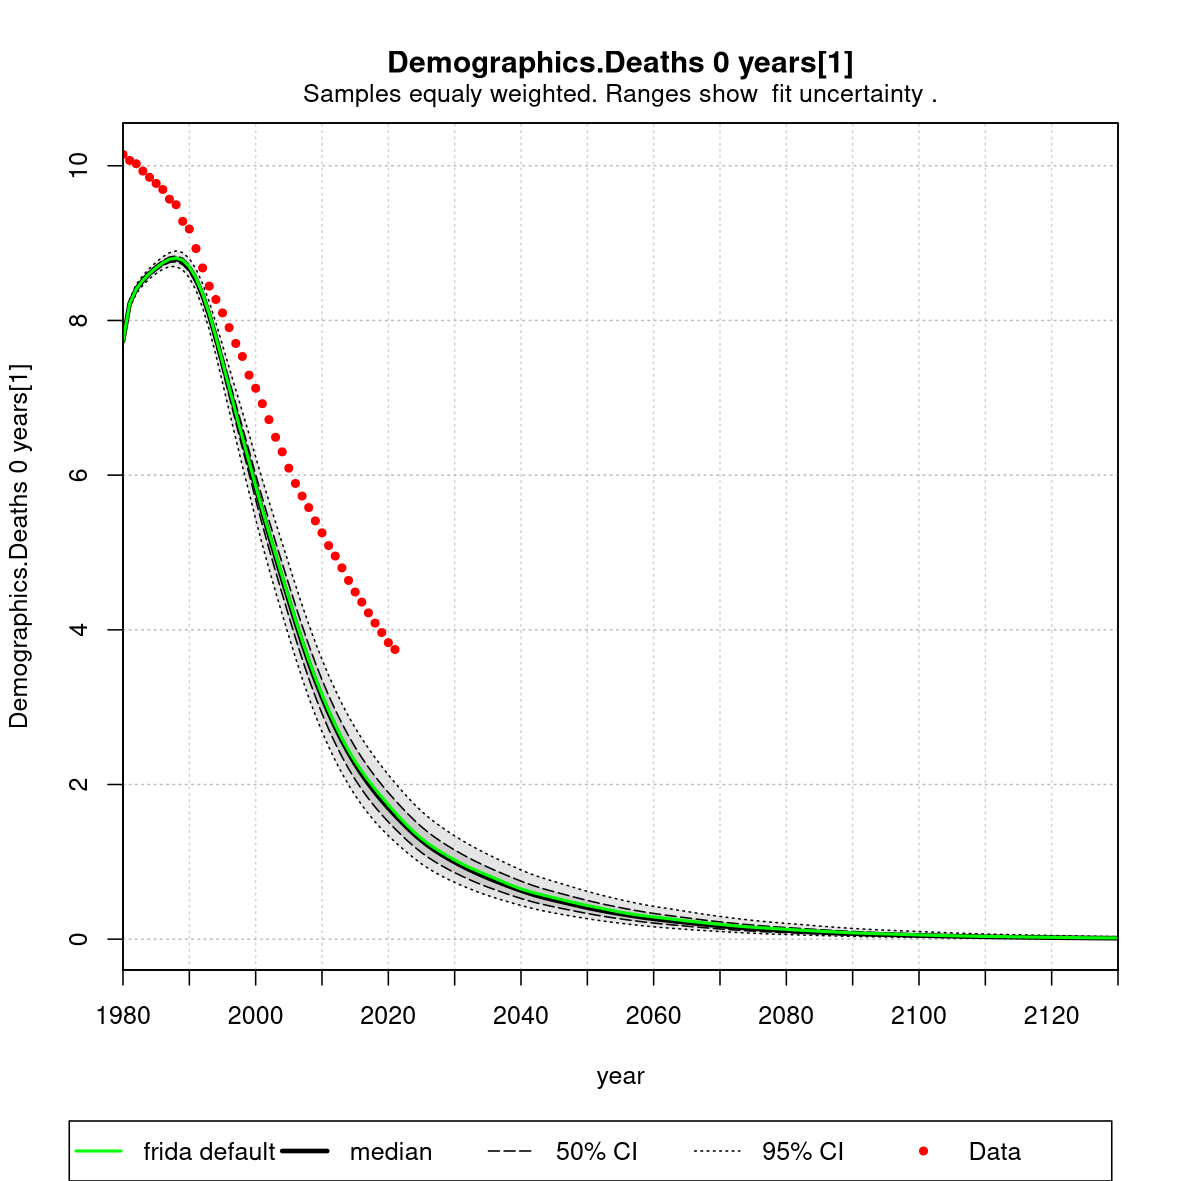 Demographics.Deaths 0 years[1]
Samples equaly weighted. Ranges show  fit uncertainty .
Demographics.Deaths 0 years[1]
10
8
6
4
2
0
1980 2000 2020 2040 2060 2080 2100 2120
year
frida default median 50% CI 95% CI Data